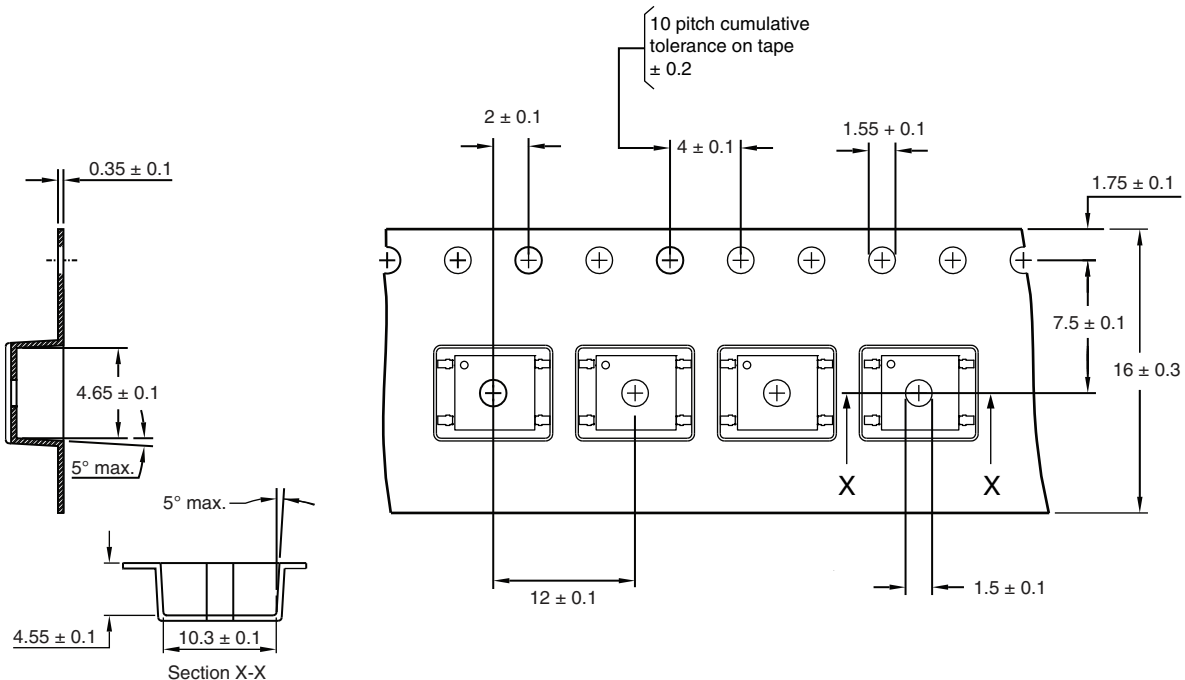 10 pitch cumulative
tolerance on tape
± 0.2
2 ± 0.1
4 ± 0.1
1.55 + 0.1
1.75 ± 0.1
0.35 ± 0.1
7.5 ± 0.1
16 ± 0.3
4.65 ± 0.1
5° max.
X
X
5° max.
12 ± 0.1
1.5 ± 0.1
4.55 ± 0.1
10.3 ± 0.1
Section X-X